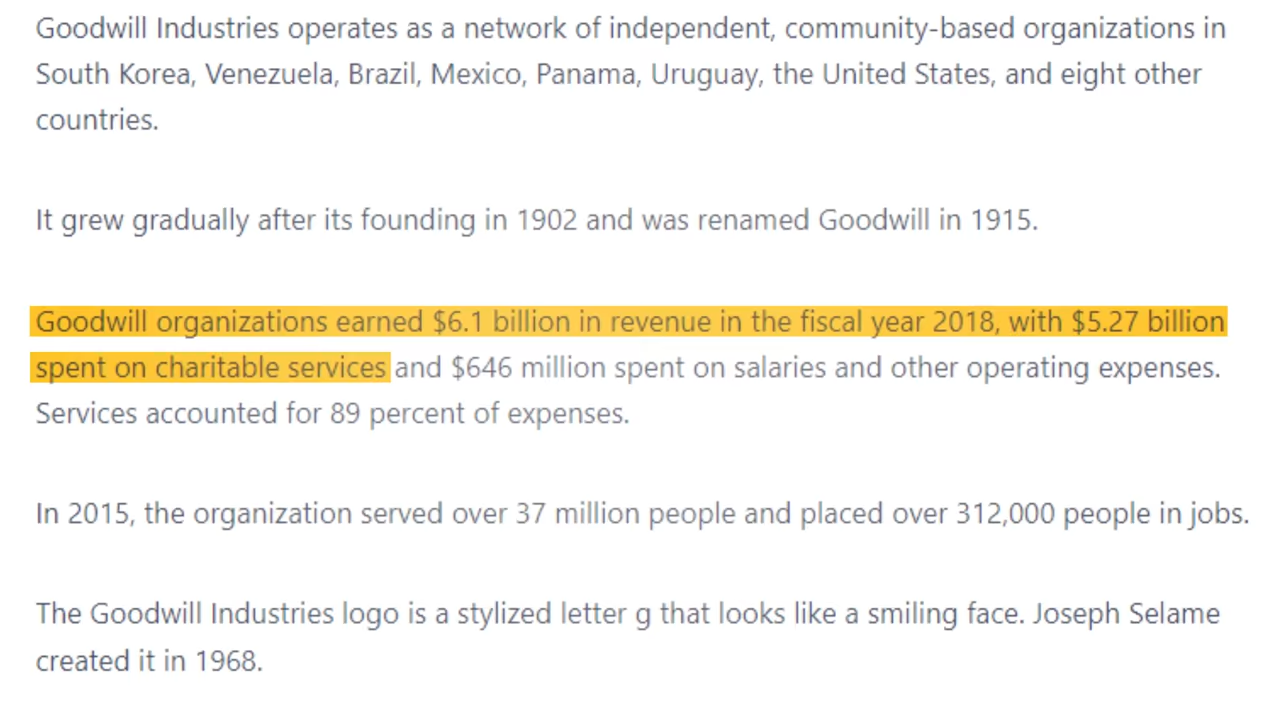 Goodwill Industries operates as a network of independent, community-based organizations in
South Korea, Venezuela, Brazil, Mexico, Panama, Uruguay, the United States, and eight other
countries.
It grew gradually after its founding in 1902 and was renamed Goodwill in 1915.
Goodwill organizations earned $6.1 billion in revenue in the fiscal year 2018, with $5.27 billion
spent on charitable services and $646 million spent on salaries and other operating expenses.
Services accounted for 89 percent of expenses.
In 2015, the organization served over 37 million people and placed over 312,000 people in jobs.
The Goodwill Industries logo is a stylized letter g that looks like a smiling face. Joseph Selame
created it in 1968.